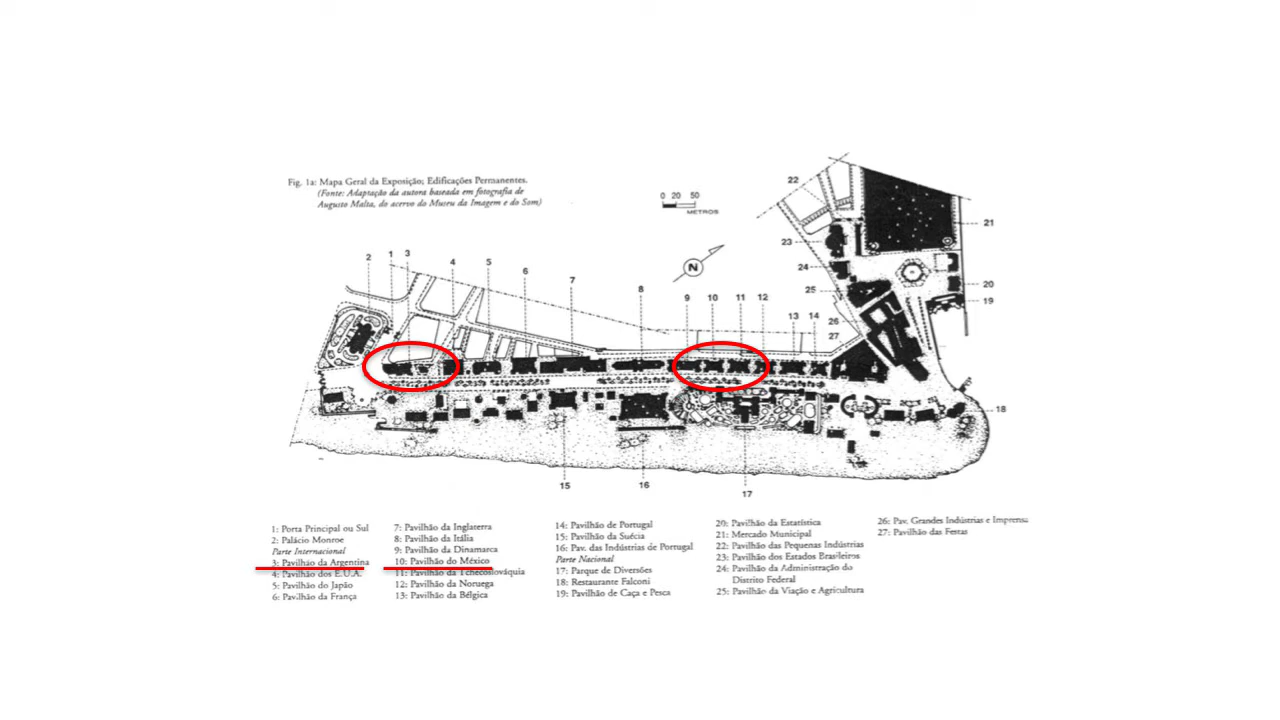 Fig. 1a: Mapa Geral da Exposição; Edificações Permanentes.
(Fonte: Adaptação da autora baseada em fotografia de
Augusto Malta, do acervo do Museu da Imagem e do Som)
0 20 50
METROS
N
22
21
23
24
25
20
19
26
27
2 1 3 4 5 6 7 8 9 10 11 12 13 14
18
15 16 17
1: Porta Principal ou Sul
2: Palácio Monroe
Parte Internacional
3: Pavilhão da Argentina
4: Pavilhão dos E.U.A.
5: Pavilhão do Japão
6: Pavilhão da França
7: Pavilhão da Inglaterra
8: Pavilhão da Itália
9: Pavilhão da Dinamarca
10: Pavilhão do México
11: Pavilhão da Tchecoslováquia
12: Pavilhão da Noruega
13: Pavilhão da Bélgica
14: Pavilhão de Portugal
15: Pavilhão da Suécia
16: Pav. das Indústrias de Portugal
Parte Nacional
17: Parque de Diversões
18: Restaurante Falconi
19: Pavilhão de Caça e Pesca
20: Pavilhão da Estatística
21: Mercado Municipal
22: Pavilhão das Pequenas Indústrias
23: Pavilhão dos Estados Brasileiros
24: Pavilhão da Administração do
Distrito Federal
25: Pavilhão da Viação e Agricultura
26: Pav. Grandes Indústrias e Imprensa
27: Pavilhão das Festas